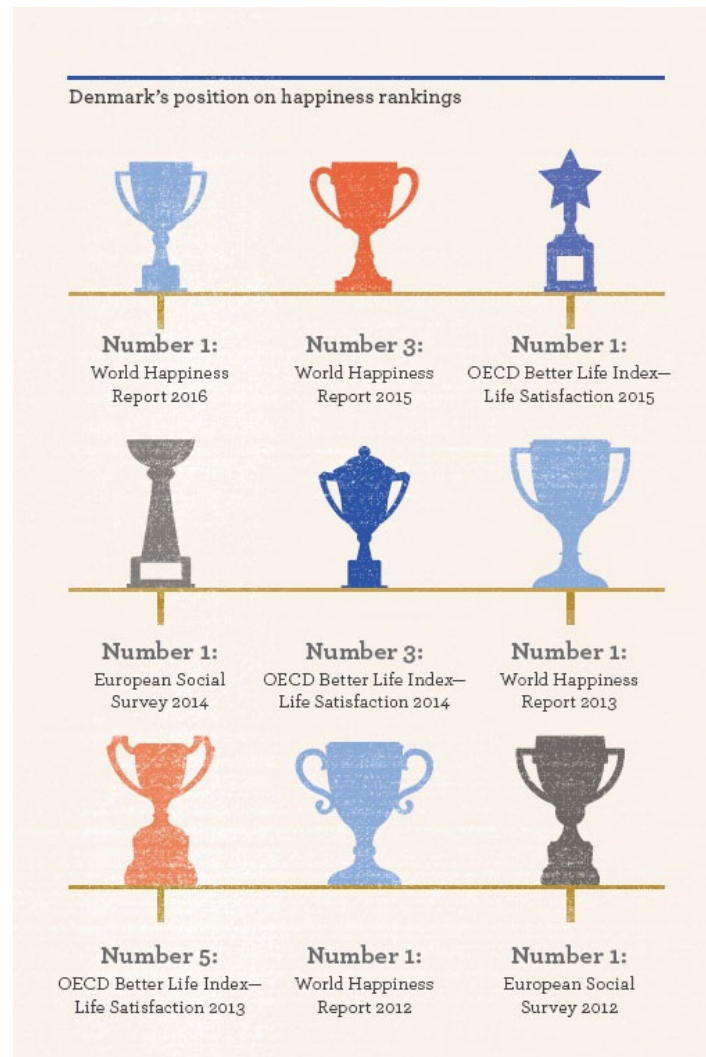 Denmark's position on happiness rankings
Number 1:
World Happiness
Report 2016
Number 3:
World Happiness
Report 2015
Number 1:
OECD Better Life Index—
Life Satisfaction 2015
Number 1:
European Social
Survey 2014
Number 3:
OECD Better Life Index—
Life Satisfaction 2014
Number 1:
World Happiness
Report 2013
Number 5:
OECD Better Life Index—
Life Satisfaction 2013
Number 1:
World Happiness
Report 2012
Number 1:
European Social
Survey 2012